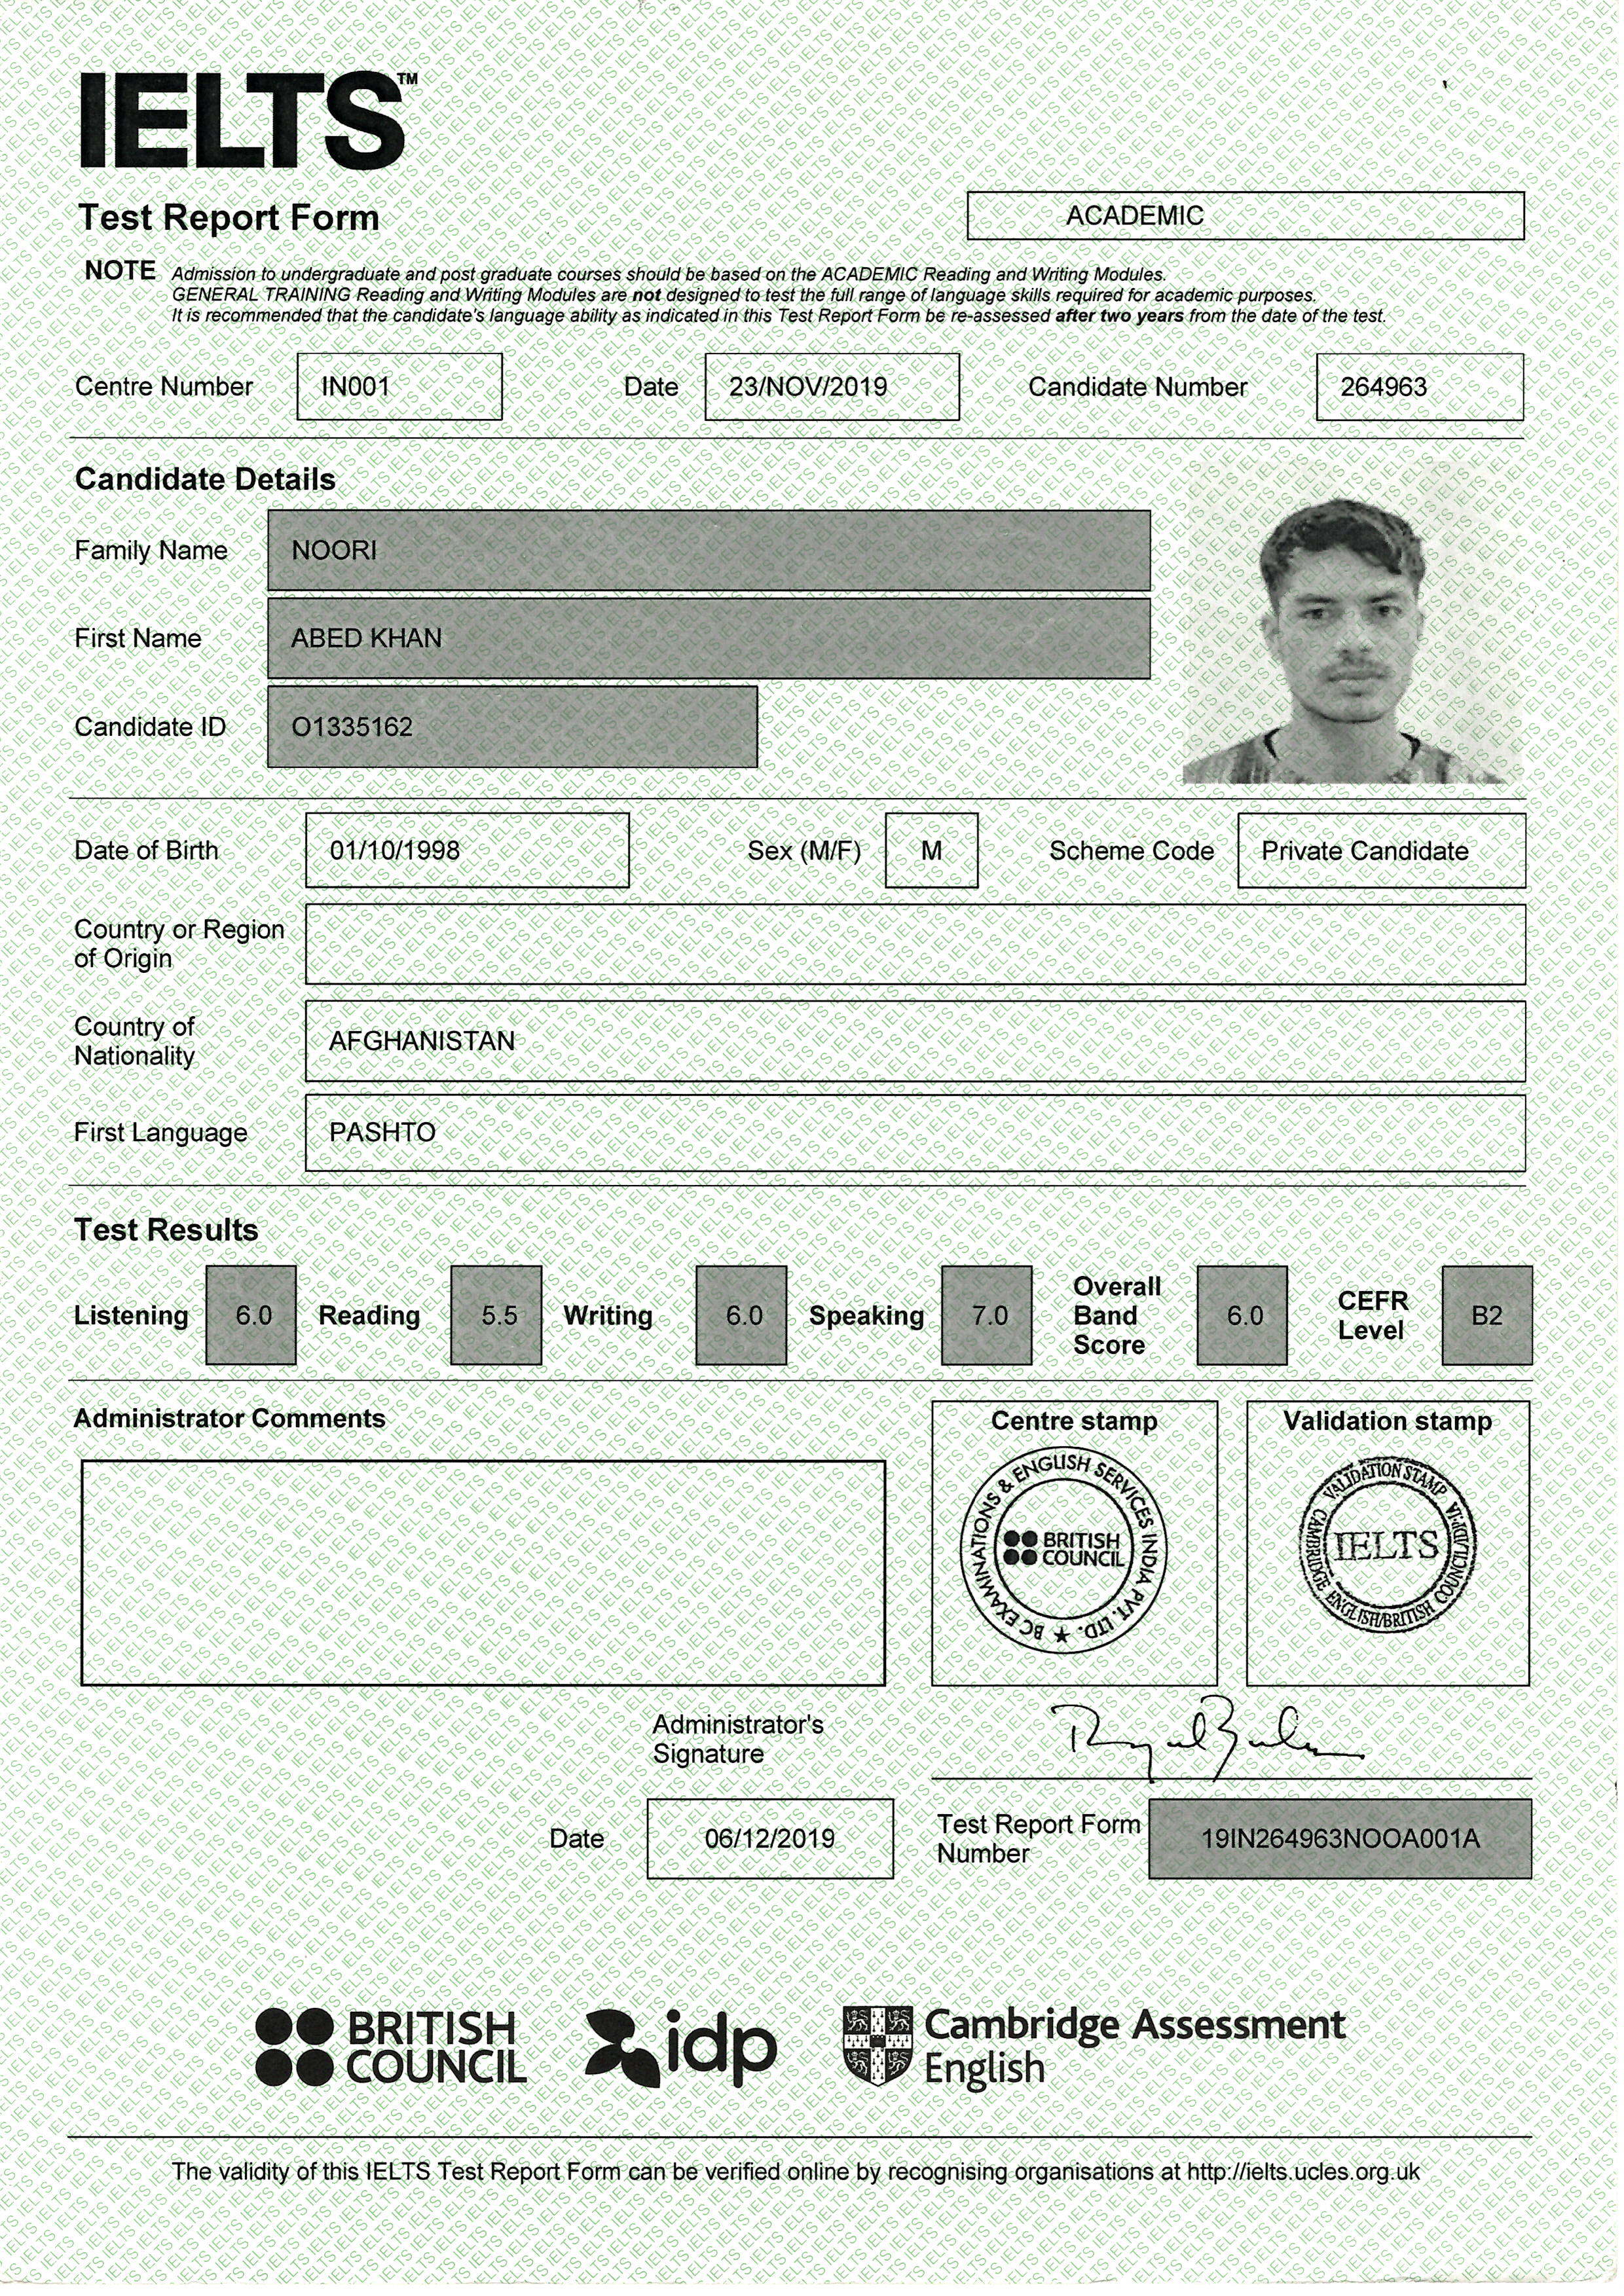 IELTS™
Test Report Form
ACADEMIC
NOTE Admission to undergraduate and post graduate courses should be based on the ACADEMIC Reading and Writing Modules.
GENERAL TRAINING Reading and Writing Modules are not designed to test the full range of language skills required for academic purposes.
It is recommended that the candidate's language ability as indicated in this Test Report Form be re-assessed after two years from the date of the test.
Centre Number IN001 Date 23/NOV/2019 Candidate Number 264963
Candidate Details
Family Name NOORI
First Name ABED KHAN
Candidate ID O1335162
Date of Birth 01/10/1998 Sex (M/F) M Scheme Code Private Candidate
Country or Region
of Origin
Country of
Nationality
AFGHANISTAN
First Language PASHTO
Test Results
Listening 6.0 Reading 5.5 Writing 6.0 Speaking 7.0
Overall
Band
Score
6.0
CEFR
Level
B2
Administrator Comments
Centre stamp
BC EXAMINATIONS & ENGLISH SERVICES INDIA PVT. LTD. ★
BRITISH
COUNCIL
Validation stamp
CAMBRIDGE ENGLISH/BRITISH COUNCIL/IDP:IA VALIDATION STAMP
IELTS
Administrator's
Signature
Date 06/12/2019
Test Report Form
Number
19IN264963NOOA001A
BRITISH
COUNCIL
idp
Cambridge Assessment
English
The validity of this IELTS Test Report Form can be verified online by recognising organisations at http://ielts.ucles.org.uk